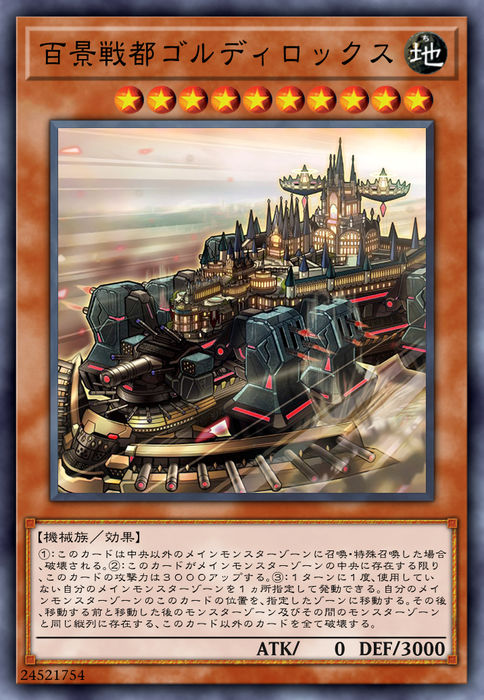 百景戦都ゴルディロックス
ち
地
【機械族／効果】
①:このカードは中央以外のメインモンスターゾーンに召喚･特殊召喚した場合
、破壊される。②:このカードがメインモンスターゾーンの中央に存在する限り
、このカードの攻撃力は３０００アップする。③:１ターンに１度、使用してい
ない自分のメインモンスターゾーンを１ヵ所指定して発動できる。自分のメイ
ンモンスターゾーンのこのカードの位置を、指定したゾーンに移動する。その後
、移動する前と移動した後のモンスターゾーン及びその間のモンスターゾーン
と同じ縦列に存在する、このカード以外のカードを全て破壊する。
ATK/ 0 DEF/3000
24521754